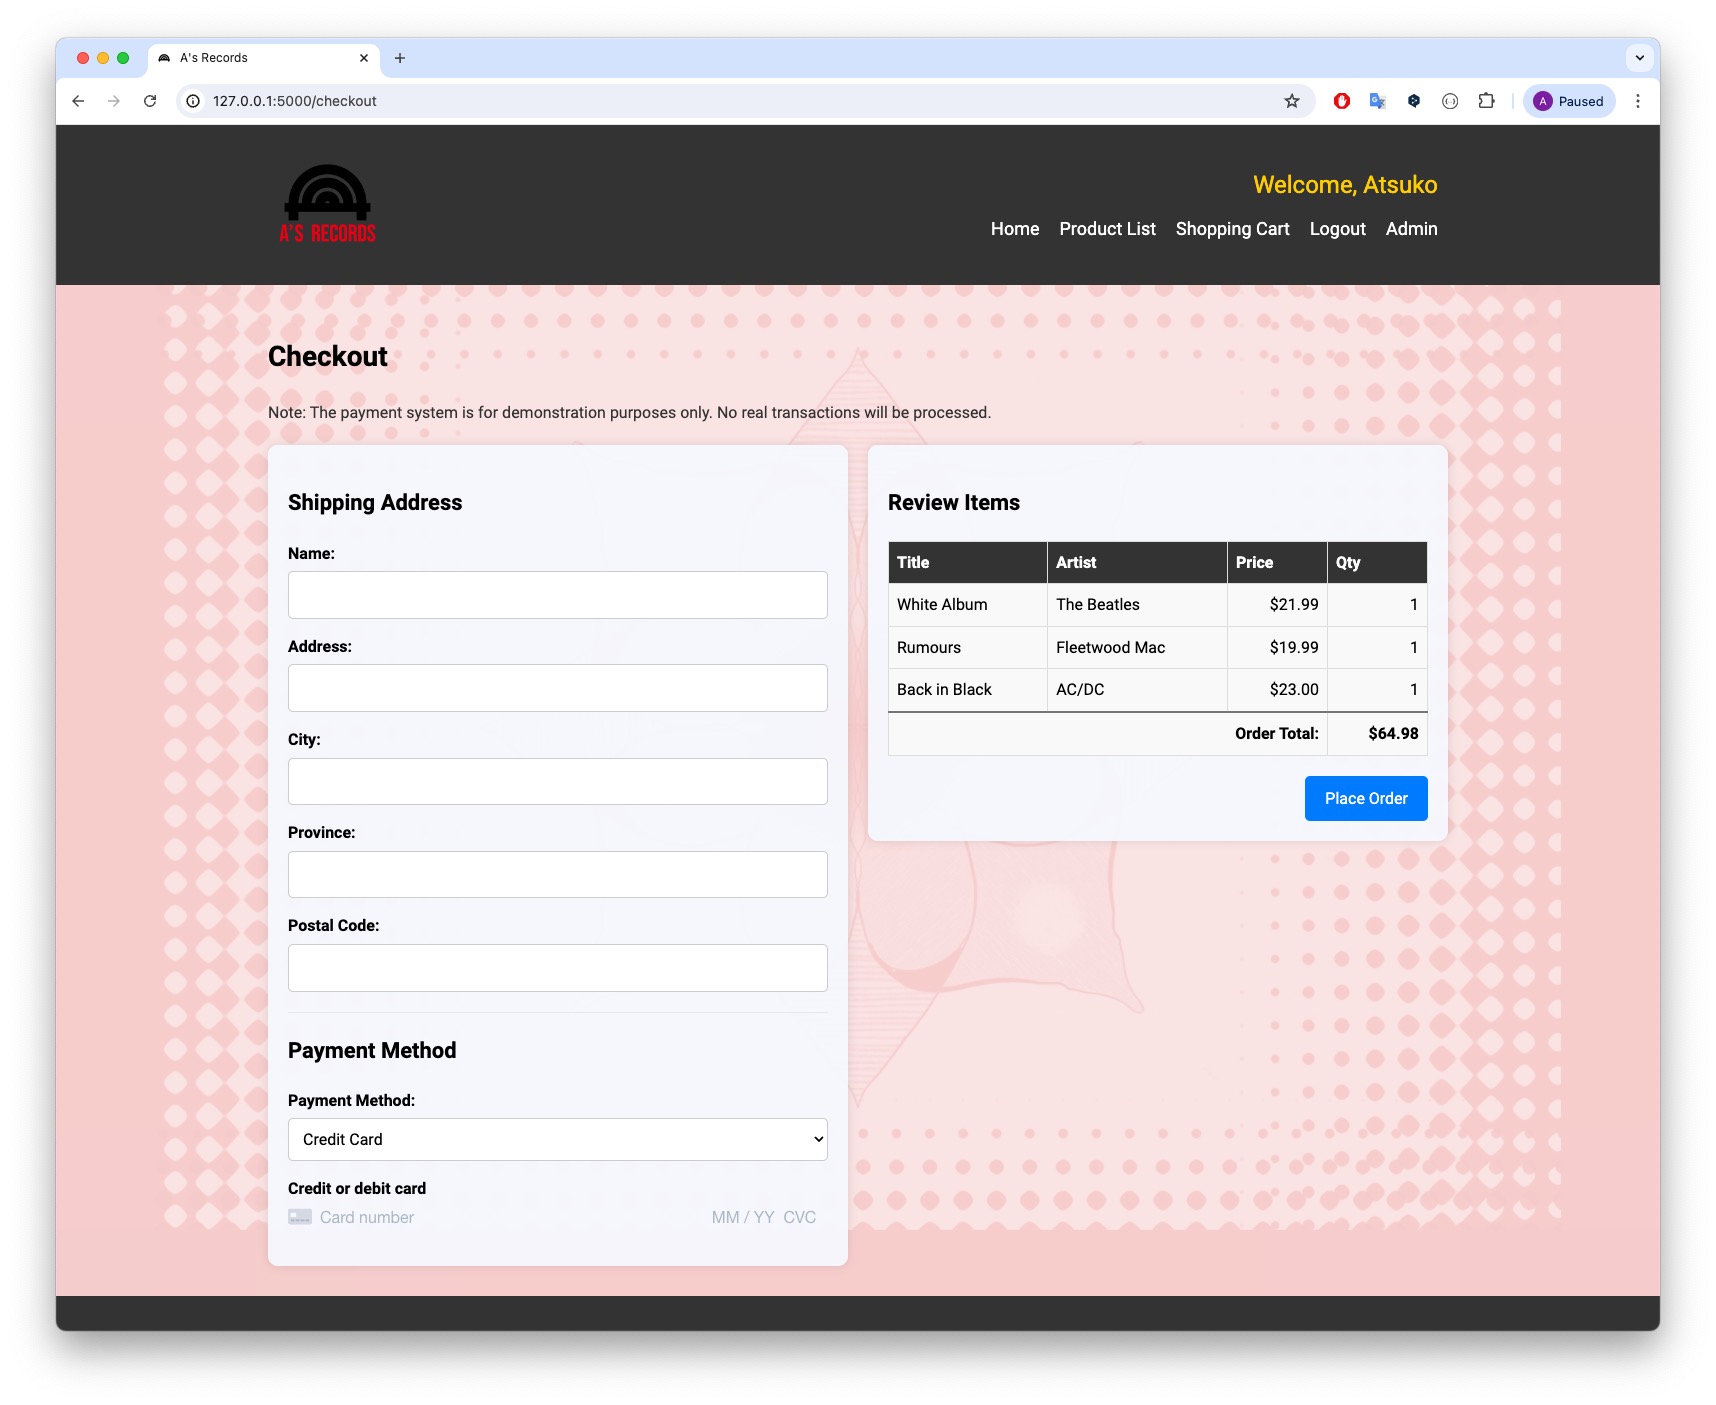 A's Records
127.0.0.1:5000/checkout
A
Paused
A'S RECORDS
Welcome, Atsuko
Home Product List Shopping Cart Logout Admin
Checkout
Note: The payment system is for demonstration purposes only. No real transactions will be processed.
Shipping Address
Name:
Address:
City:
Province:
Postal Code:
Payment Method
Payment Method:
Credit Card
Credit or debit card
Card number MM / YY CVC
Review Items
Title Artist Price Qty
White Album The Beatles $21.99 1
Rumours Fleetwood Mac $19.99 1
Back in Black AC/DC $23.00 1
Order Total: $64.98
Place Order